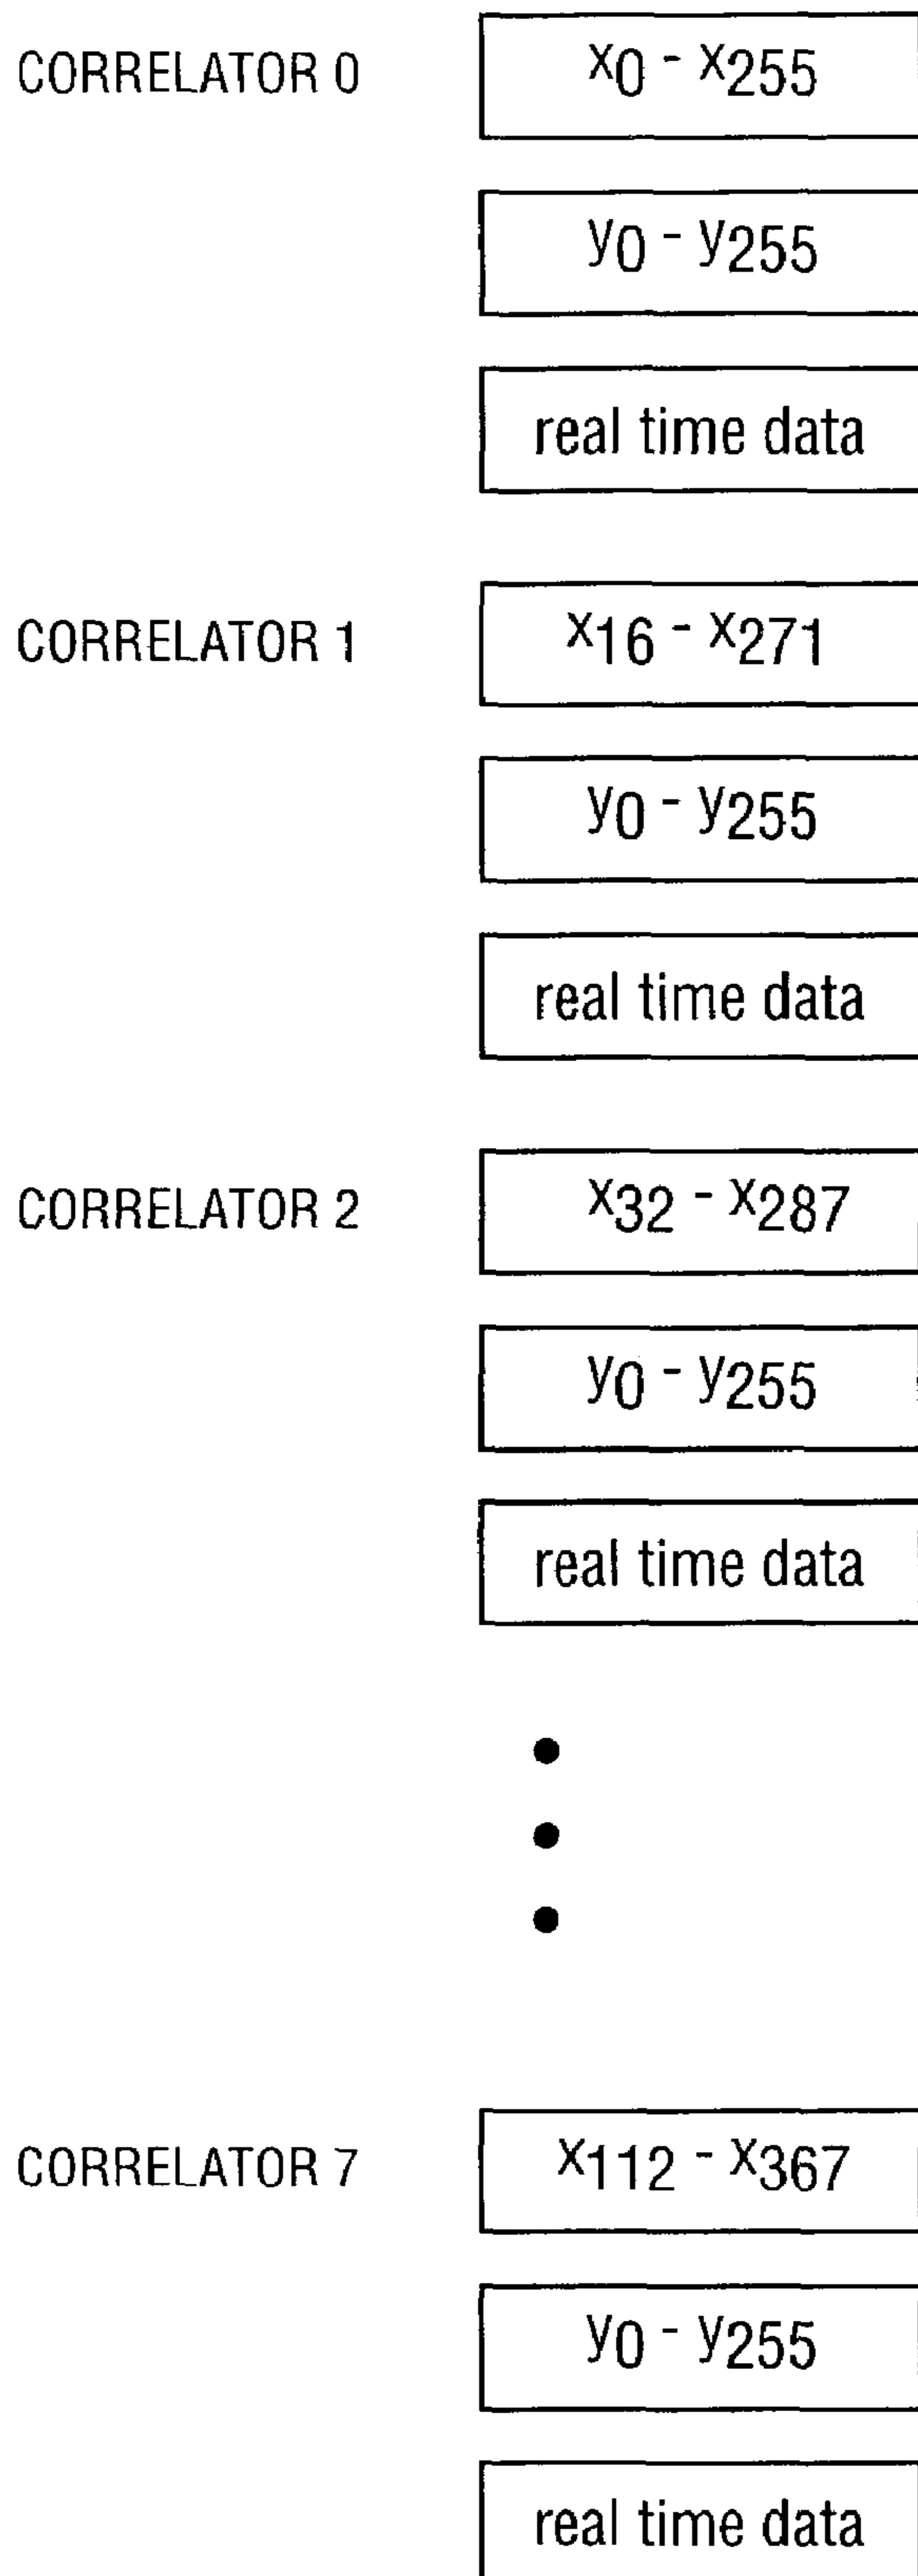 CORRELATOR 0 x0 - x255
y0 - y255
real time data
CORRELATOR 1 x16 - x271
y0 - y255
real time data
CORRELATOR 2 x32 - x287
y0 - y255
real time data
CORRELATOR 7 x112 - x367
y0 - y255
real time data